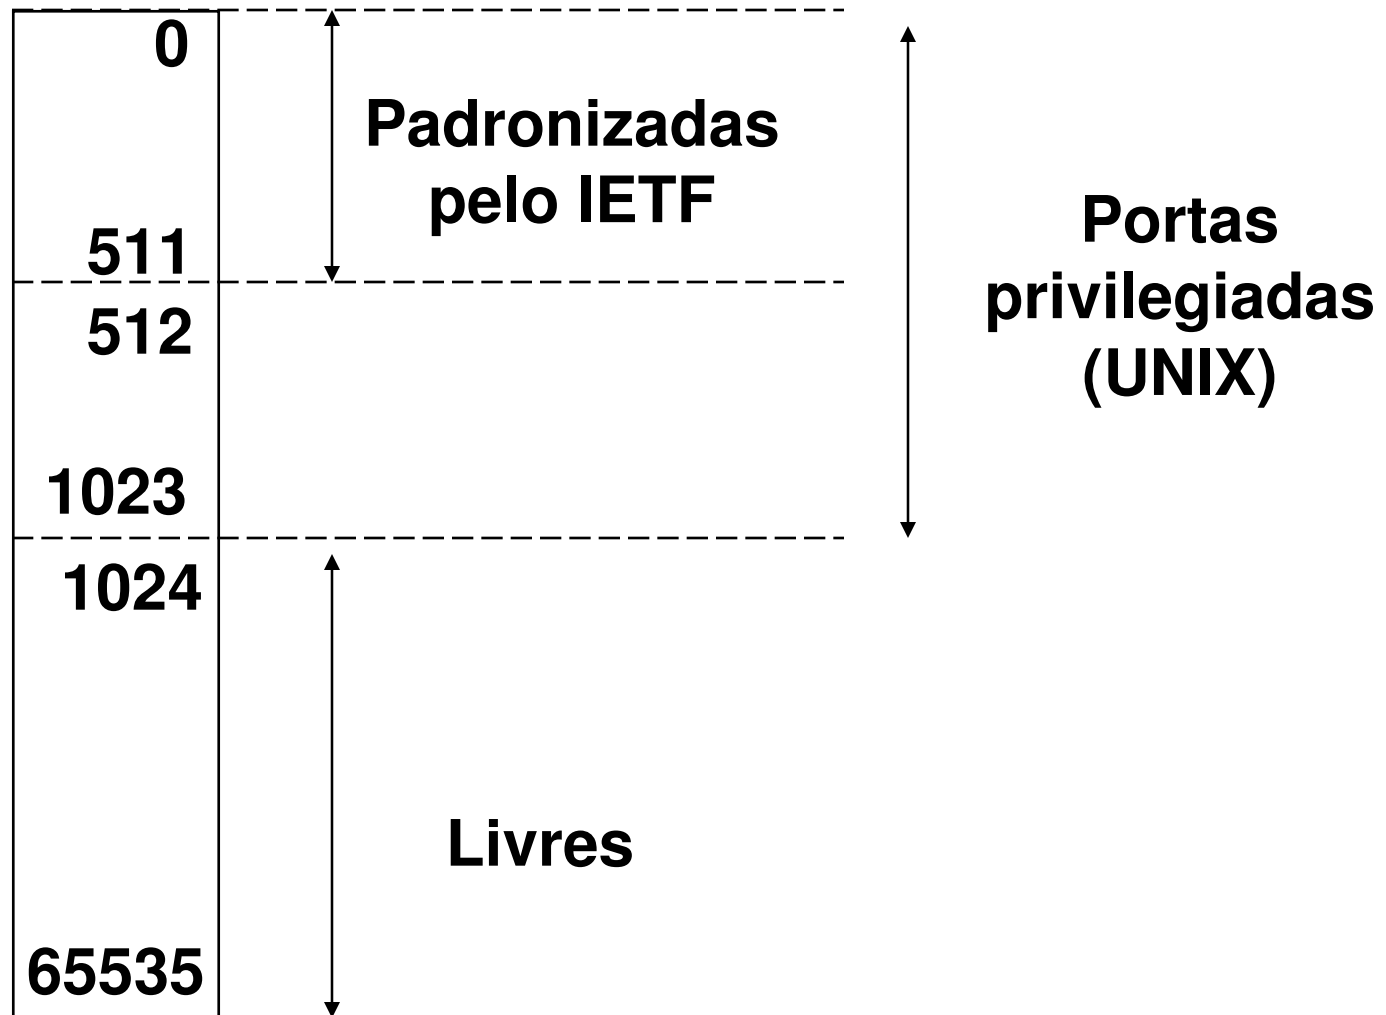 0
Padronizadas
pelo IETF
511
512
1023
Portas
privilegiadas
(UNIX)
1024
Livres
65535